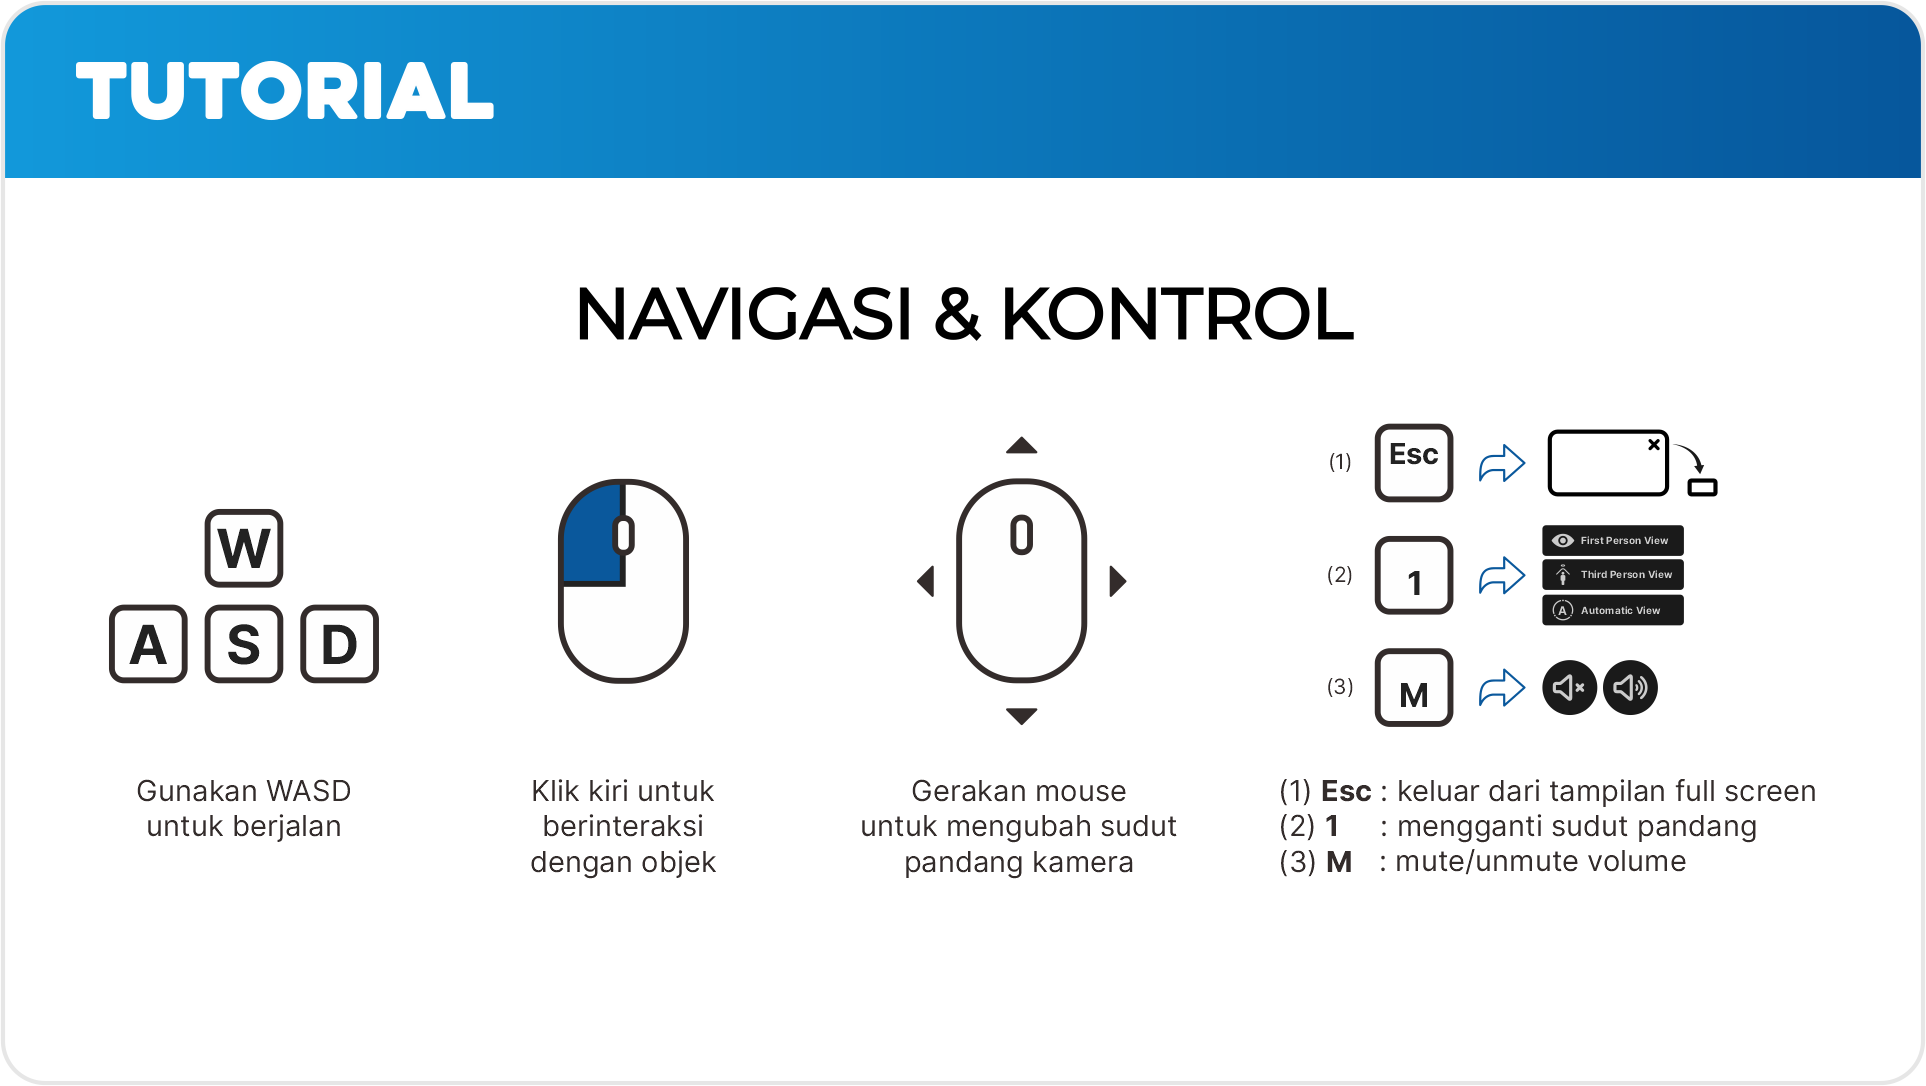 TUTORIAL
NAVIGASI & KONTROL
W
A S D
Gunakan WASD
untuk berjalan
Klik kiri untuk
berinteraksi
dengan objek
Gerakan mouse
untuk mengubah sudut
pandang kamera
(1) Esc
(2) 1
First Person View
Third Person View
A Automatic View
(3) M
(1) Esc : keluar dari tampilan full screen
(2) 1 : mengganti sudut pandang
(3) M : mute/unmute volume